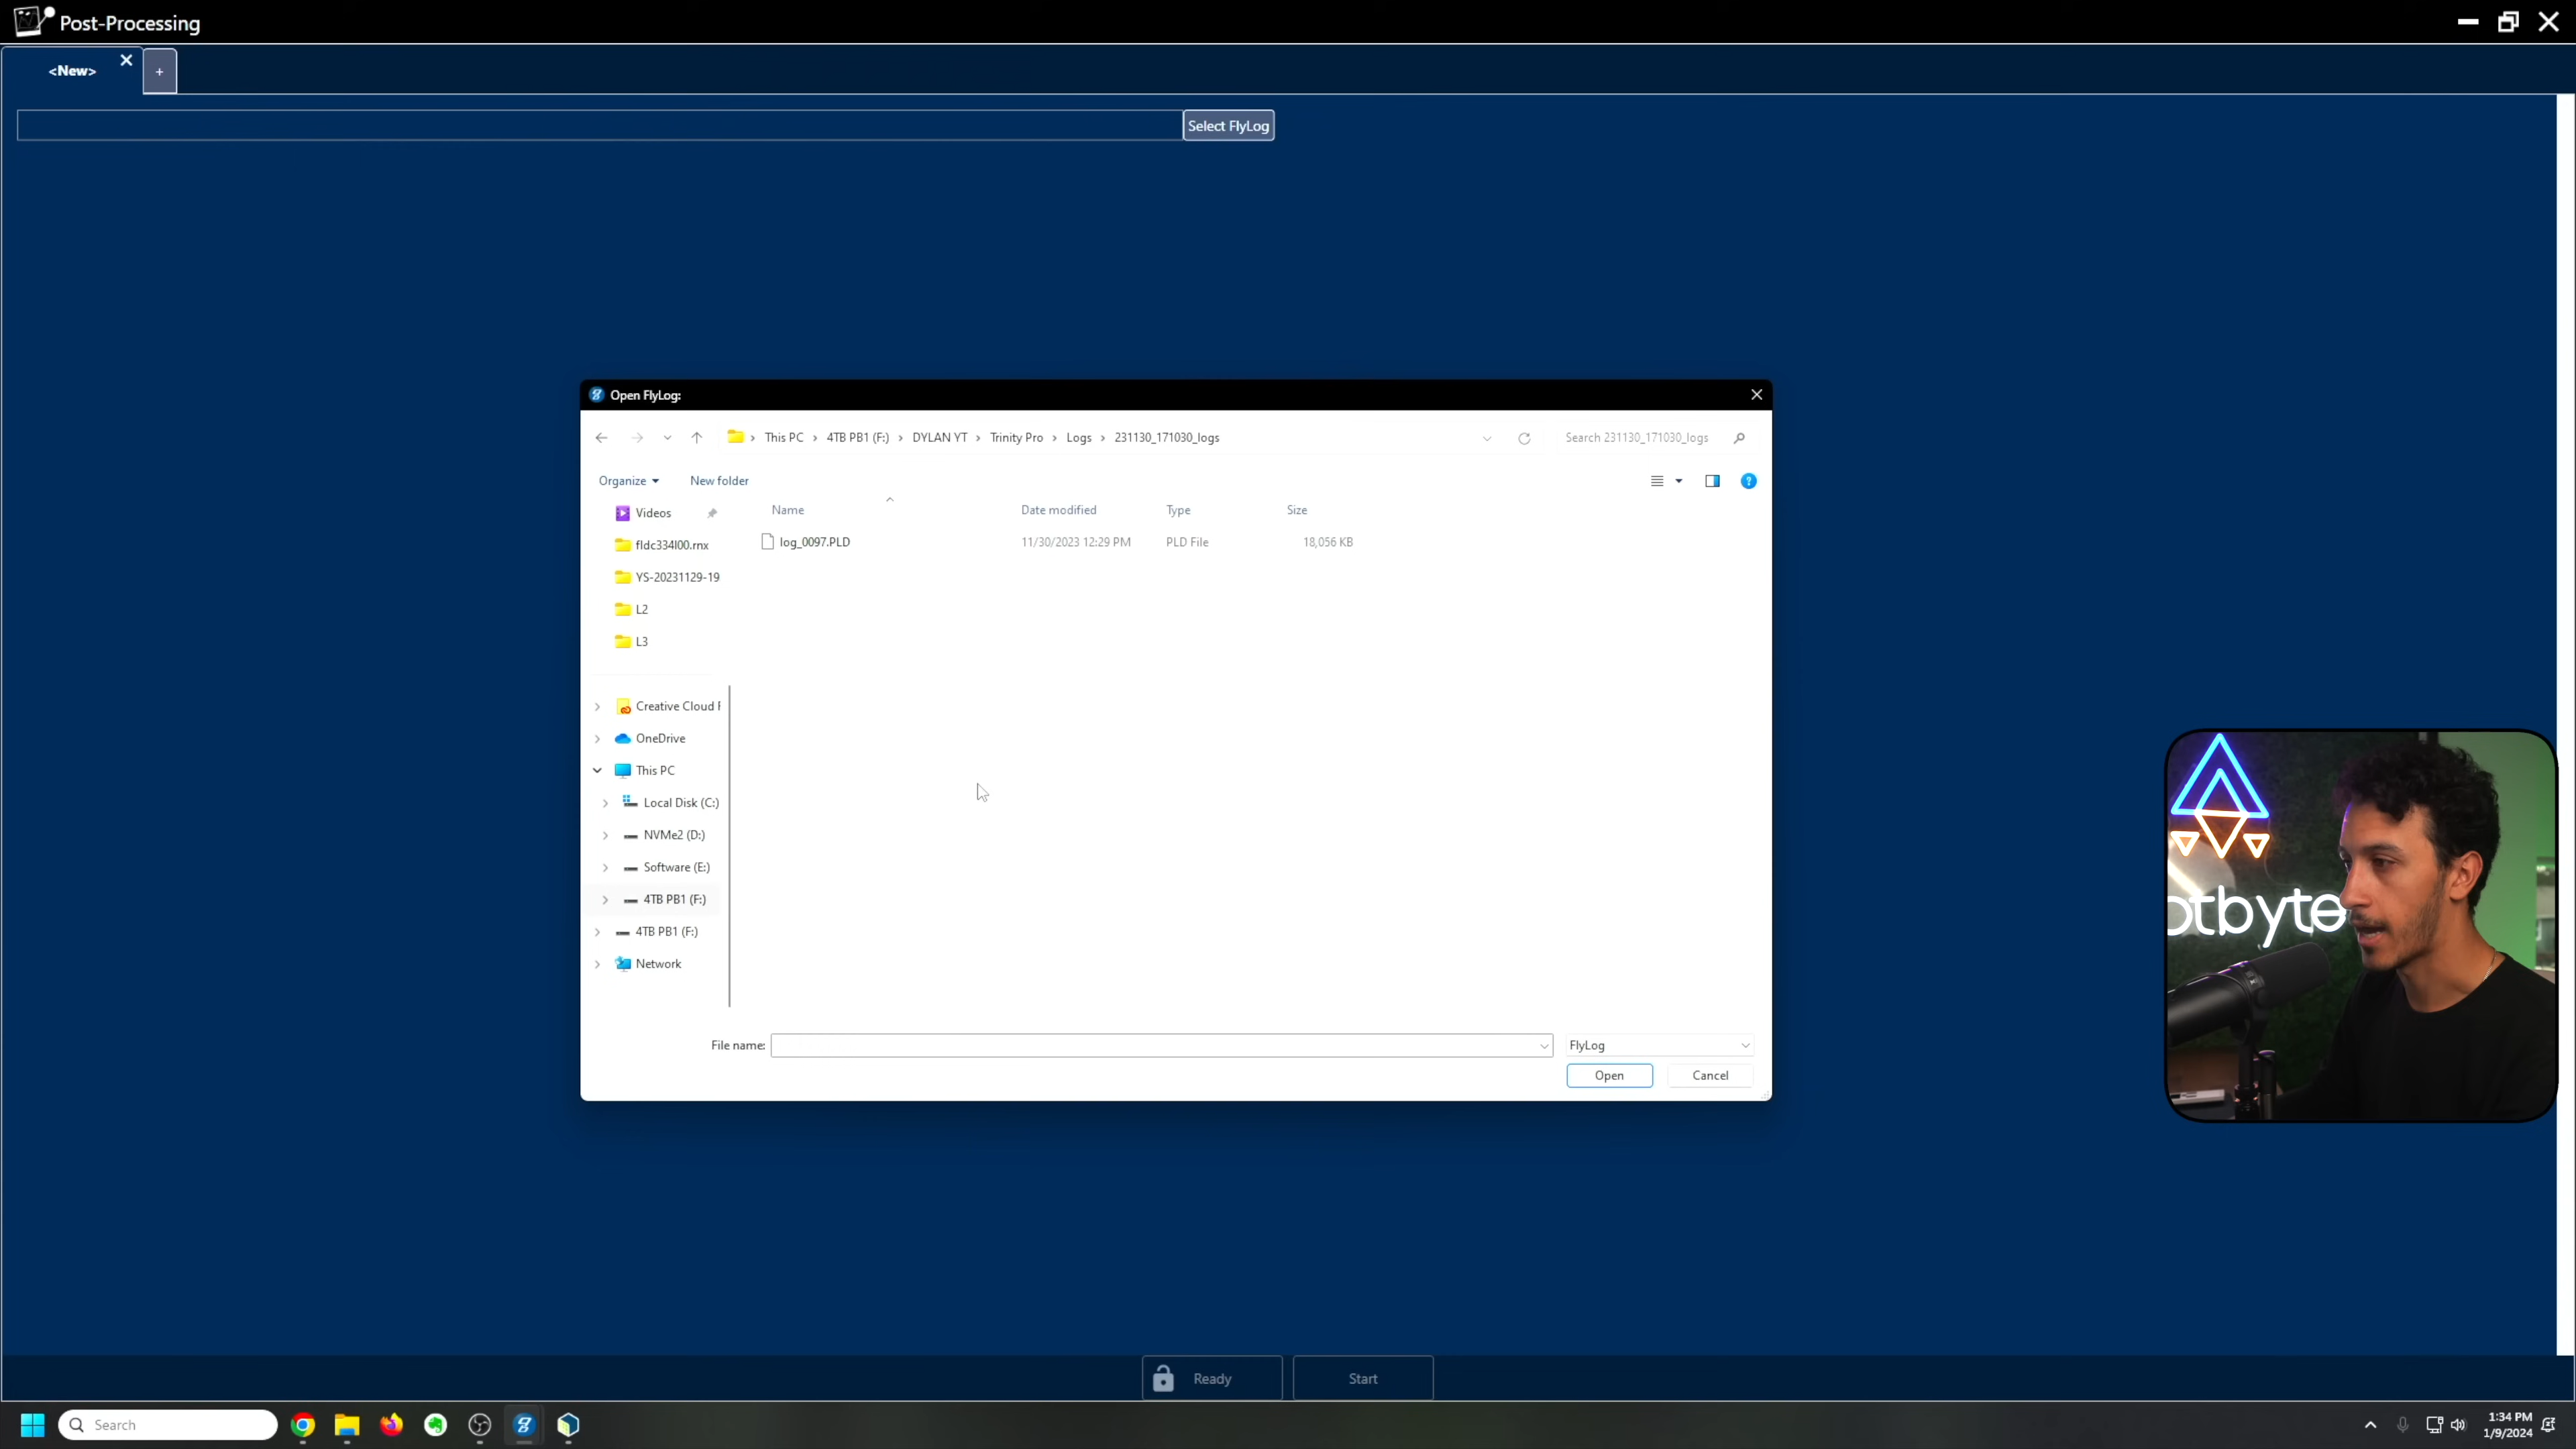 Post-Processing
<New>
+
Select FlyLog
Open FlyLog:
This PC > 4TB PB1 (F:) > DYLAN YT > Trinity Pro > Logs > 231130_171030_logs
Search 231130_171030_logs
Organize
New folder
Name Date modified Type Size
log_0097.PLD 11/30/2023 12:29 PM PLD File 18,056 KB
Videos
fldc334l00.rnx
YS-20231129-19
L2
L3
Creative Cloud F
OneDrive
This PC
Local Disk (C:)
NVMe2 (D:)
Software (E:)
4TB PB1 (F:)
4TB PB1 (F:)
Network
File name:
FlyLog
Open
Cancel
otbyte
Ready
Start
Search
1:34 PM
1/9/2024